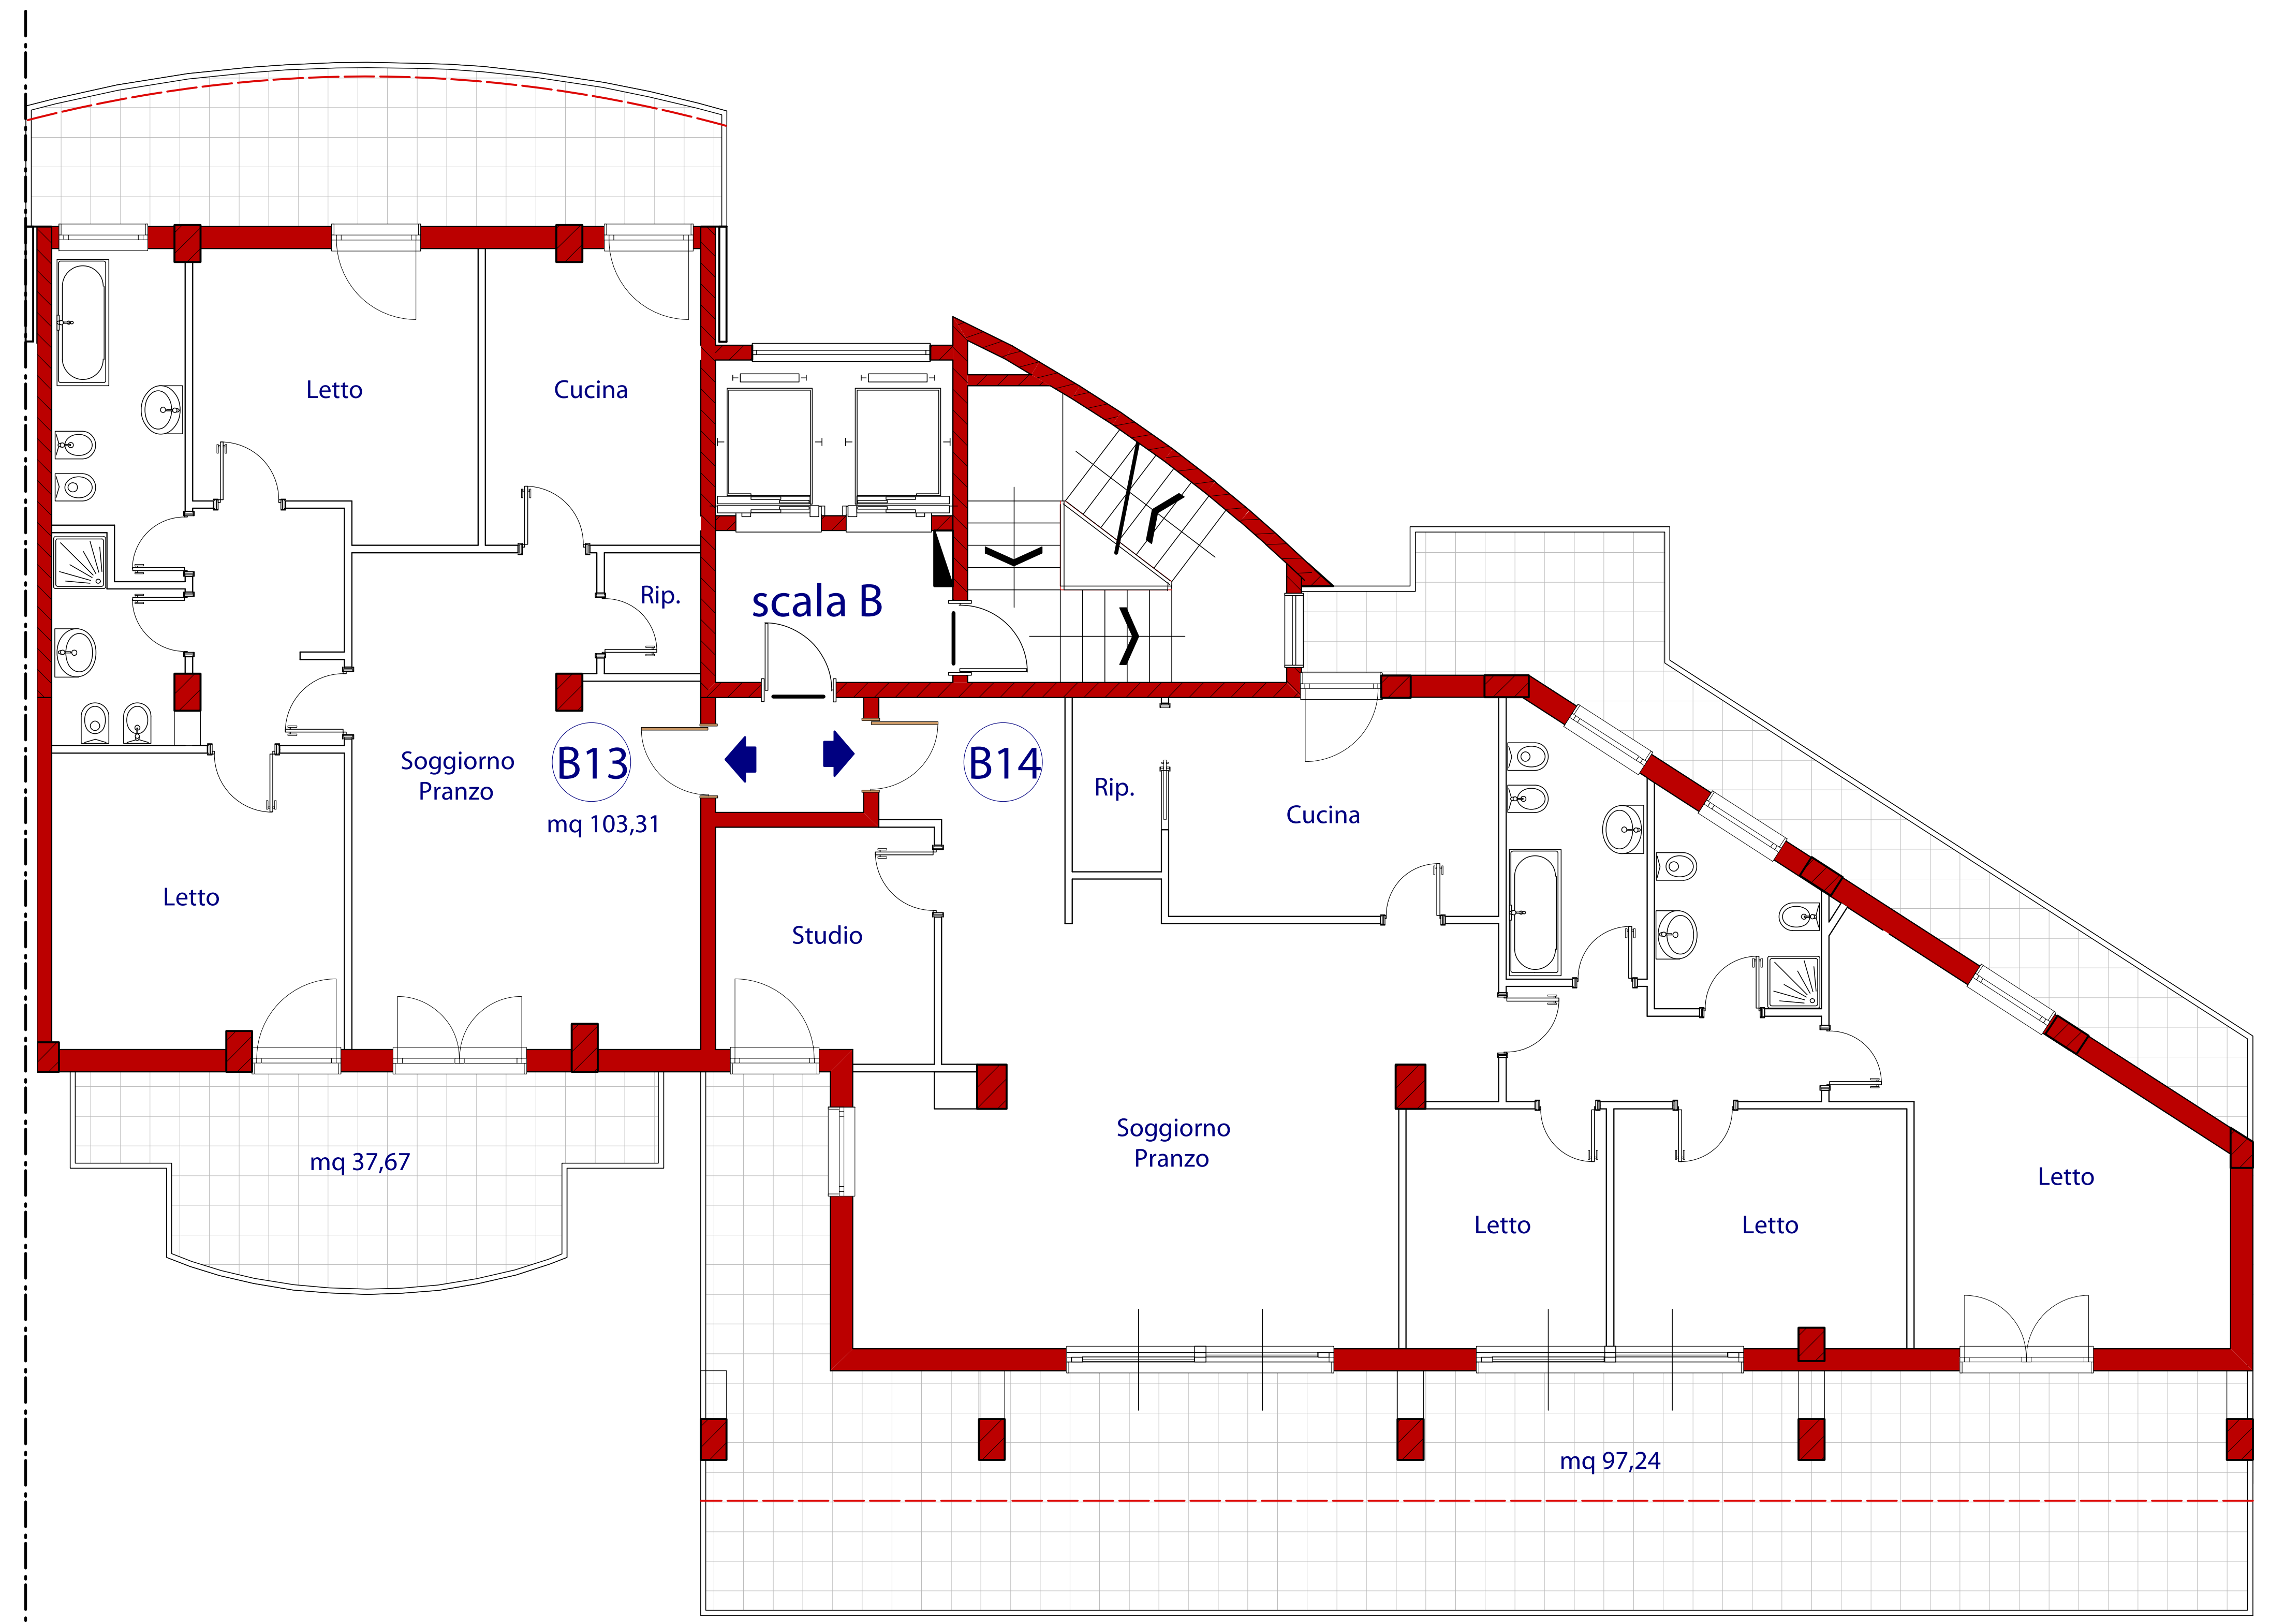 Letto
Cucina
Rip.
scala B
Soggiorno
Pranzo
B13
mq 103,31
B14
Rip.
Cucina
Letto
Studio
mq 37,67
Soggiorno
Pranzo
Letto
Letto
Letto
mq 97,24